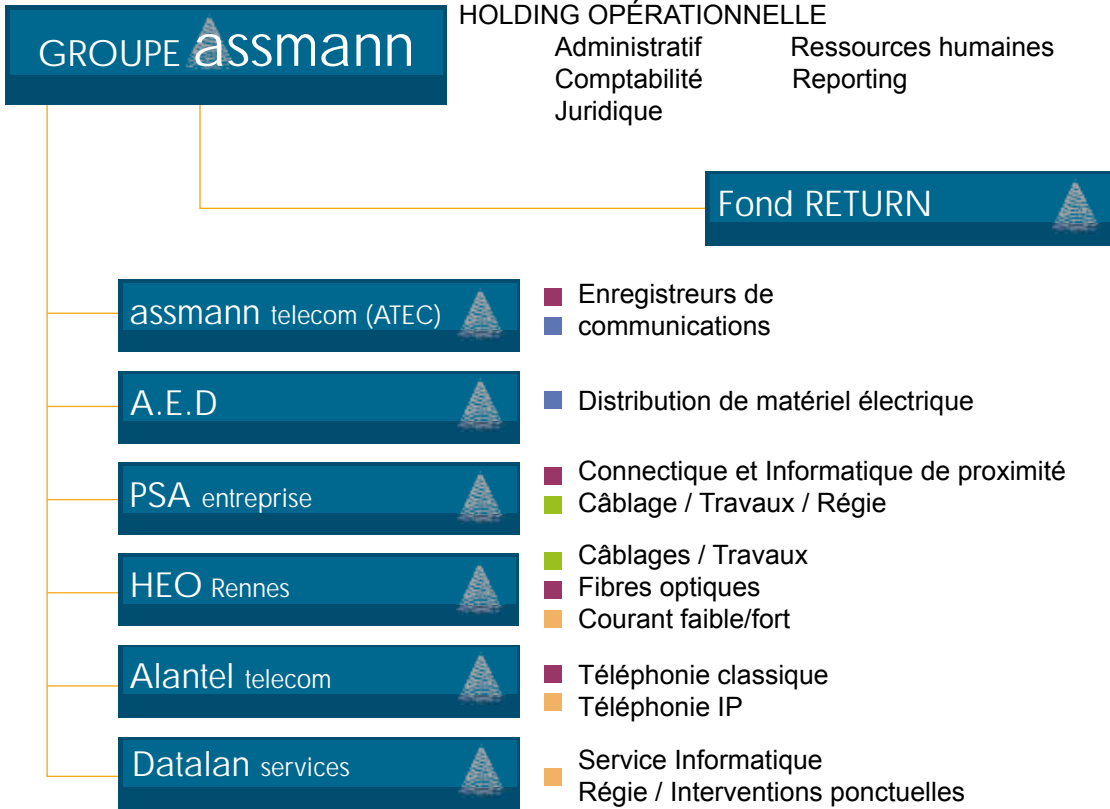 GROUPE assmann
HOLDING OPÉRATIONNELLE
Administratif Ressources humaines
Comptabilité Reporting
Juridique
Fond RETURN
assmann telecom (ATEC)
Enregistreurs de
communications
A.E.D
Distribution de matériel électrique
PSA entreprise
Connectique et Informatique de proximité
Câblage / Travaux / Régie
HEO Rennes
Câblages / Travaux
Fibres optiques
Courant faible/fort
Alantel telecom
Téléphonie classique
Téléphonie IP
Datalan services
Service Informatique
Régie / Interventions ponctuelles